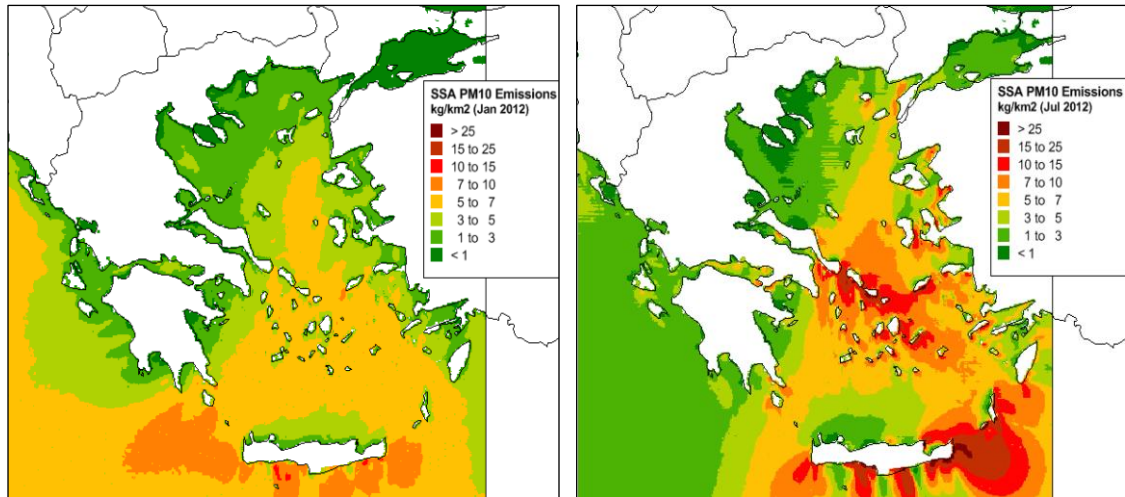 SSA PM10 Emissions
kg/km2 (Jan 2012)
> 25
15 to 25
10 to 15
7 to 10
5 to 7
3 to 5
1 to 3
< 1
SSA PM10 Emissions
kg/km2 (Jul 2012)
> 25
15 to 25
10 to 15
7 to 10
5 to 7
3 to 5
1 to 3
< 1